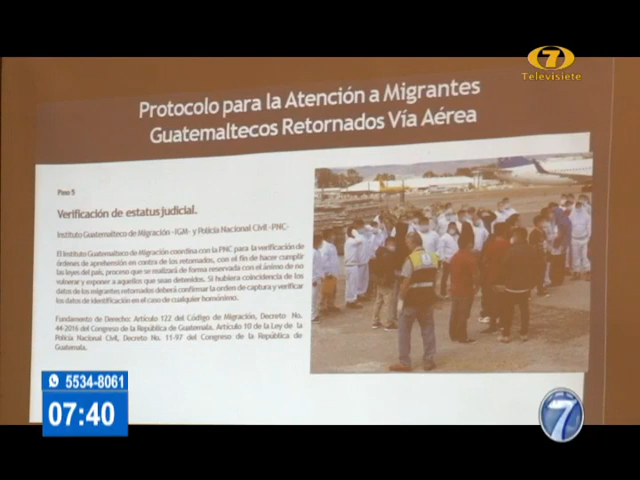 7
Televisiete
Protocolo para la Atención a Migrantes
Guatemaltecos Retornados Vía Aérea
Paso 5
Verificación de estatus judicial.
Instituto Guatemalteco de Migración -IGM- y Policía Nacional Civil -PNC-
El Instituto Guatemalteco de Migración coordina con la PNC para la verificación de
órdenes de aprehensión en contra de los retornados, con el fin de hacer cumplir
las leyes del país, proceso que se realizará de forma reservada con el ánimo de no
vulnerar y exponer a aquellos que sean detenidos. Si hubiera coincidencia de los
datos de los migrantes retornados deberá confirmar la orden de captura y verificar
los datos de identificación en el caso de cualquier homónimo.
Fundamento de Derecho: Artículo 122 del Código de Migración, Decreto No.
44-2016 del Congreso de la República de Guatemala. Artículo 10 de la Ley de la
Policía Nacional Civil, Decreto No. 11-97 del Congreso de la República de
Guatemala.
5534-8061
07:40
7